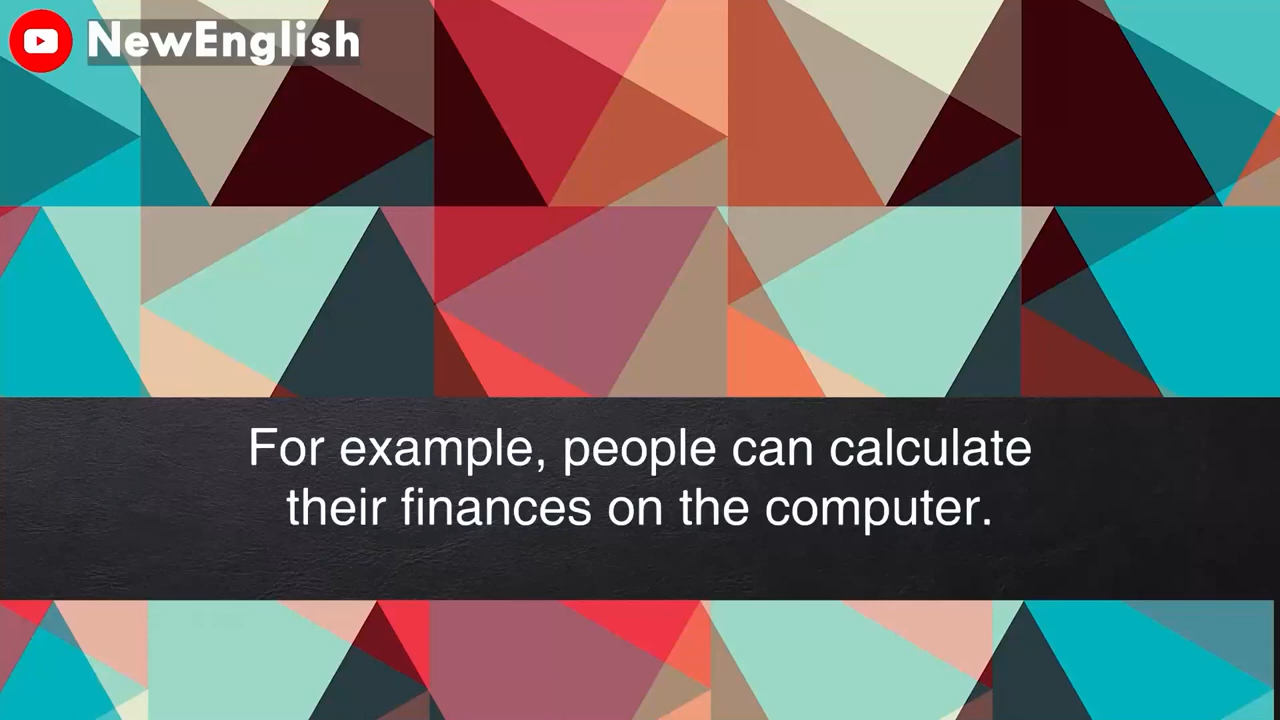 NewEnglish
For example, people can calculate
their finances on the computer.